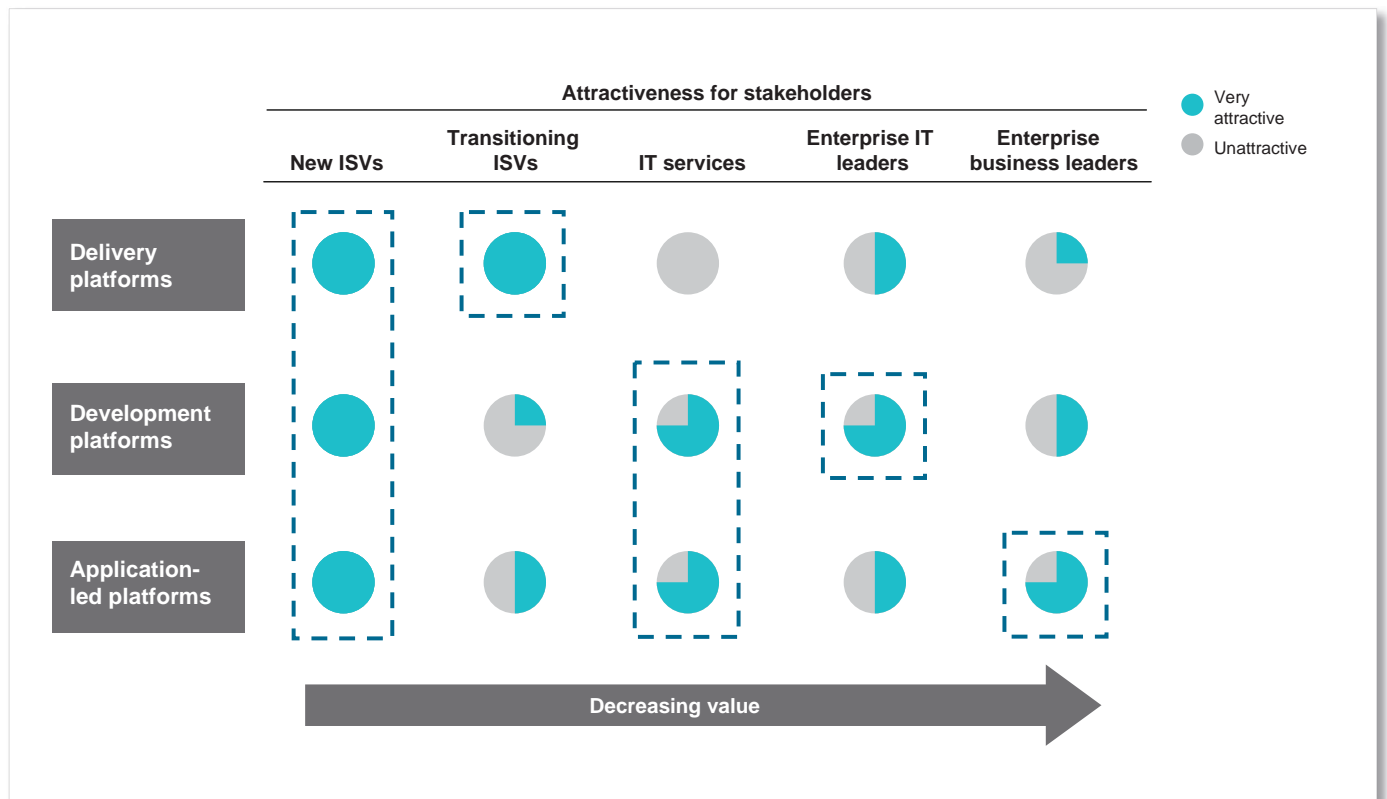 Attractiveness for stakeholders
Very
attractive
Unattractive
New ISVs
Transitioning
ISVs
IT services
Enterprise IT
leaders
Enterprise
business leaders
Delivery
platforms
Development
platforms
Application-
led platforms
Decreasing value